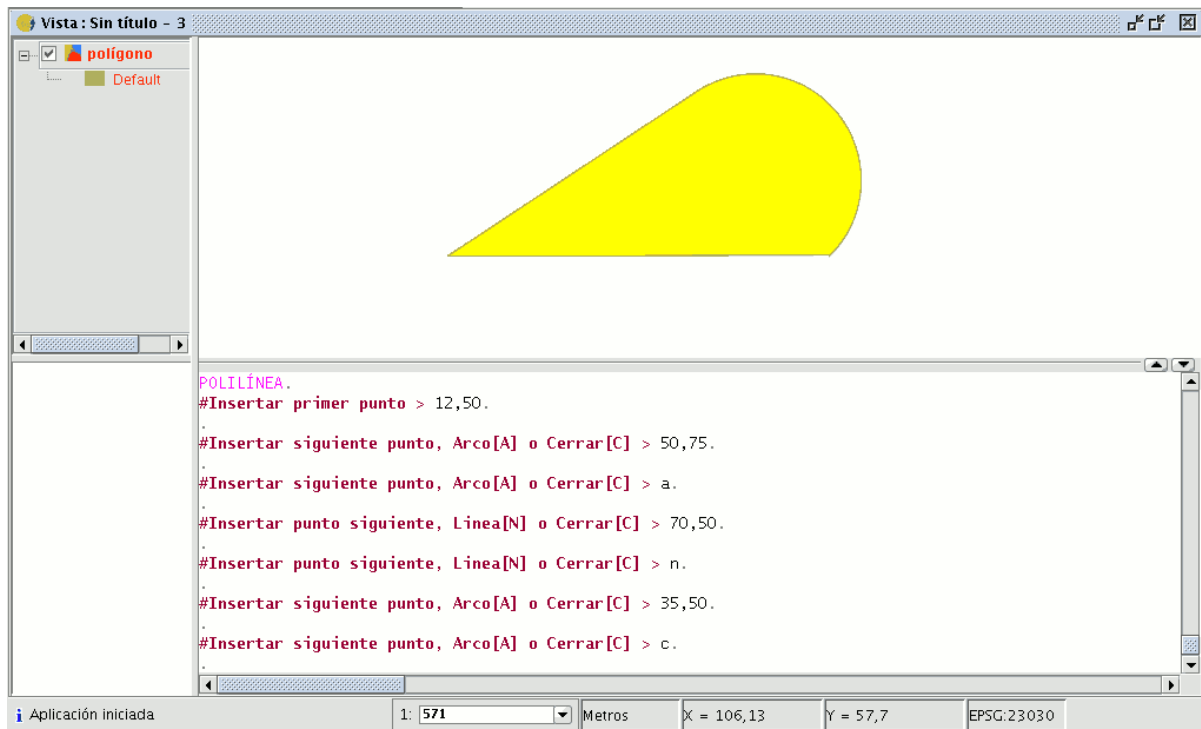 Vista : Sin título - 3
polígono
Default
POLILÍNEA.
#Insertar primer punto > 12,50.
.
#Insertar siguiente punto, Arco[A] o Cerrar[C] > 50,75.
.
#Insertar siguiente punto, Arco[A] o Cerrar[C] > a.
.
#Insertar punto siguiente, Linea[N] o Cerrar[C] > 70,50.
.
#Insertar punto siguiente, Linea[N] o Cerrar[C] > n.
.
#Insertar siguiente punto, Arco[A] o Cerrar[C] > 35,50.
.
#Insertar siguiente punto, Arco[A] o Cerrar[C] > c.
.
Aplicación iniciada 1: 571 Metros X = 106,13 Y = 57,7 EPSG:23030